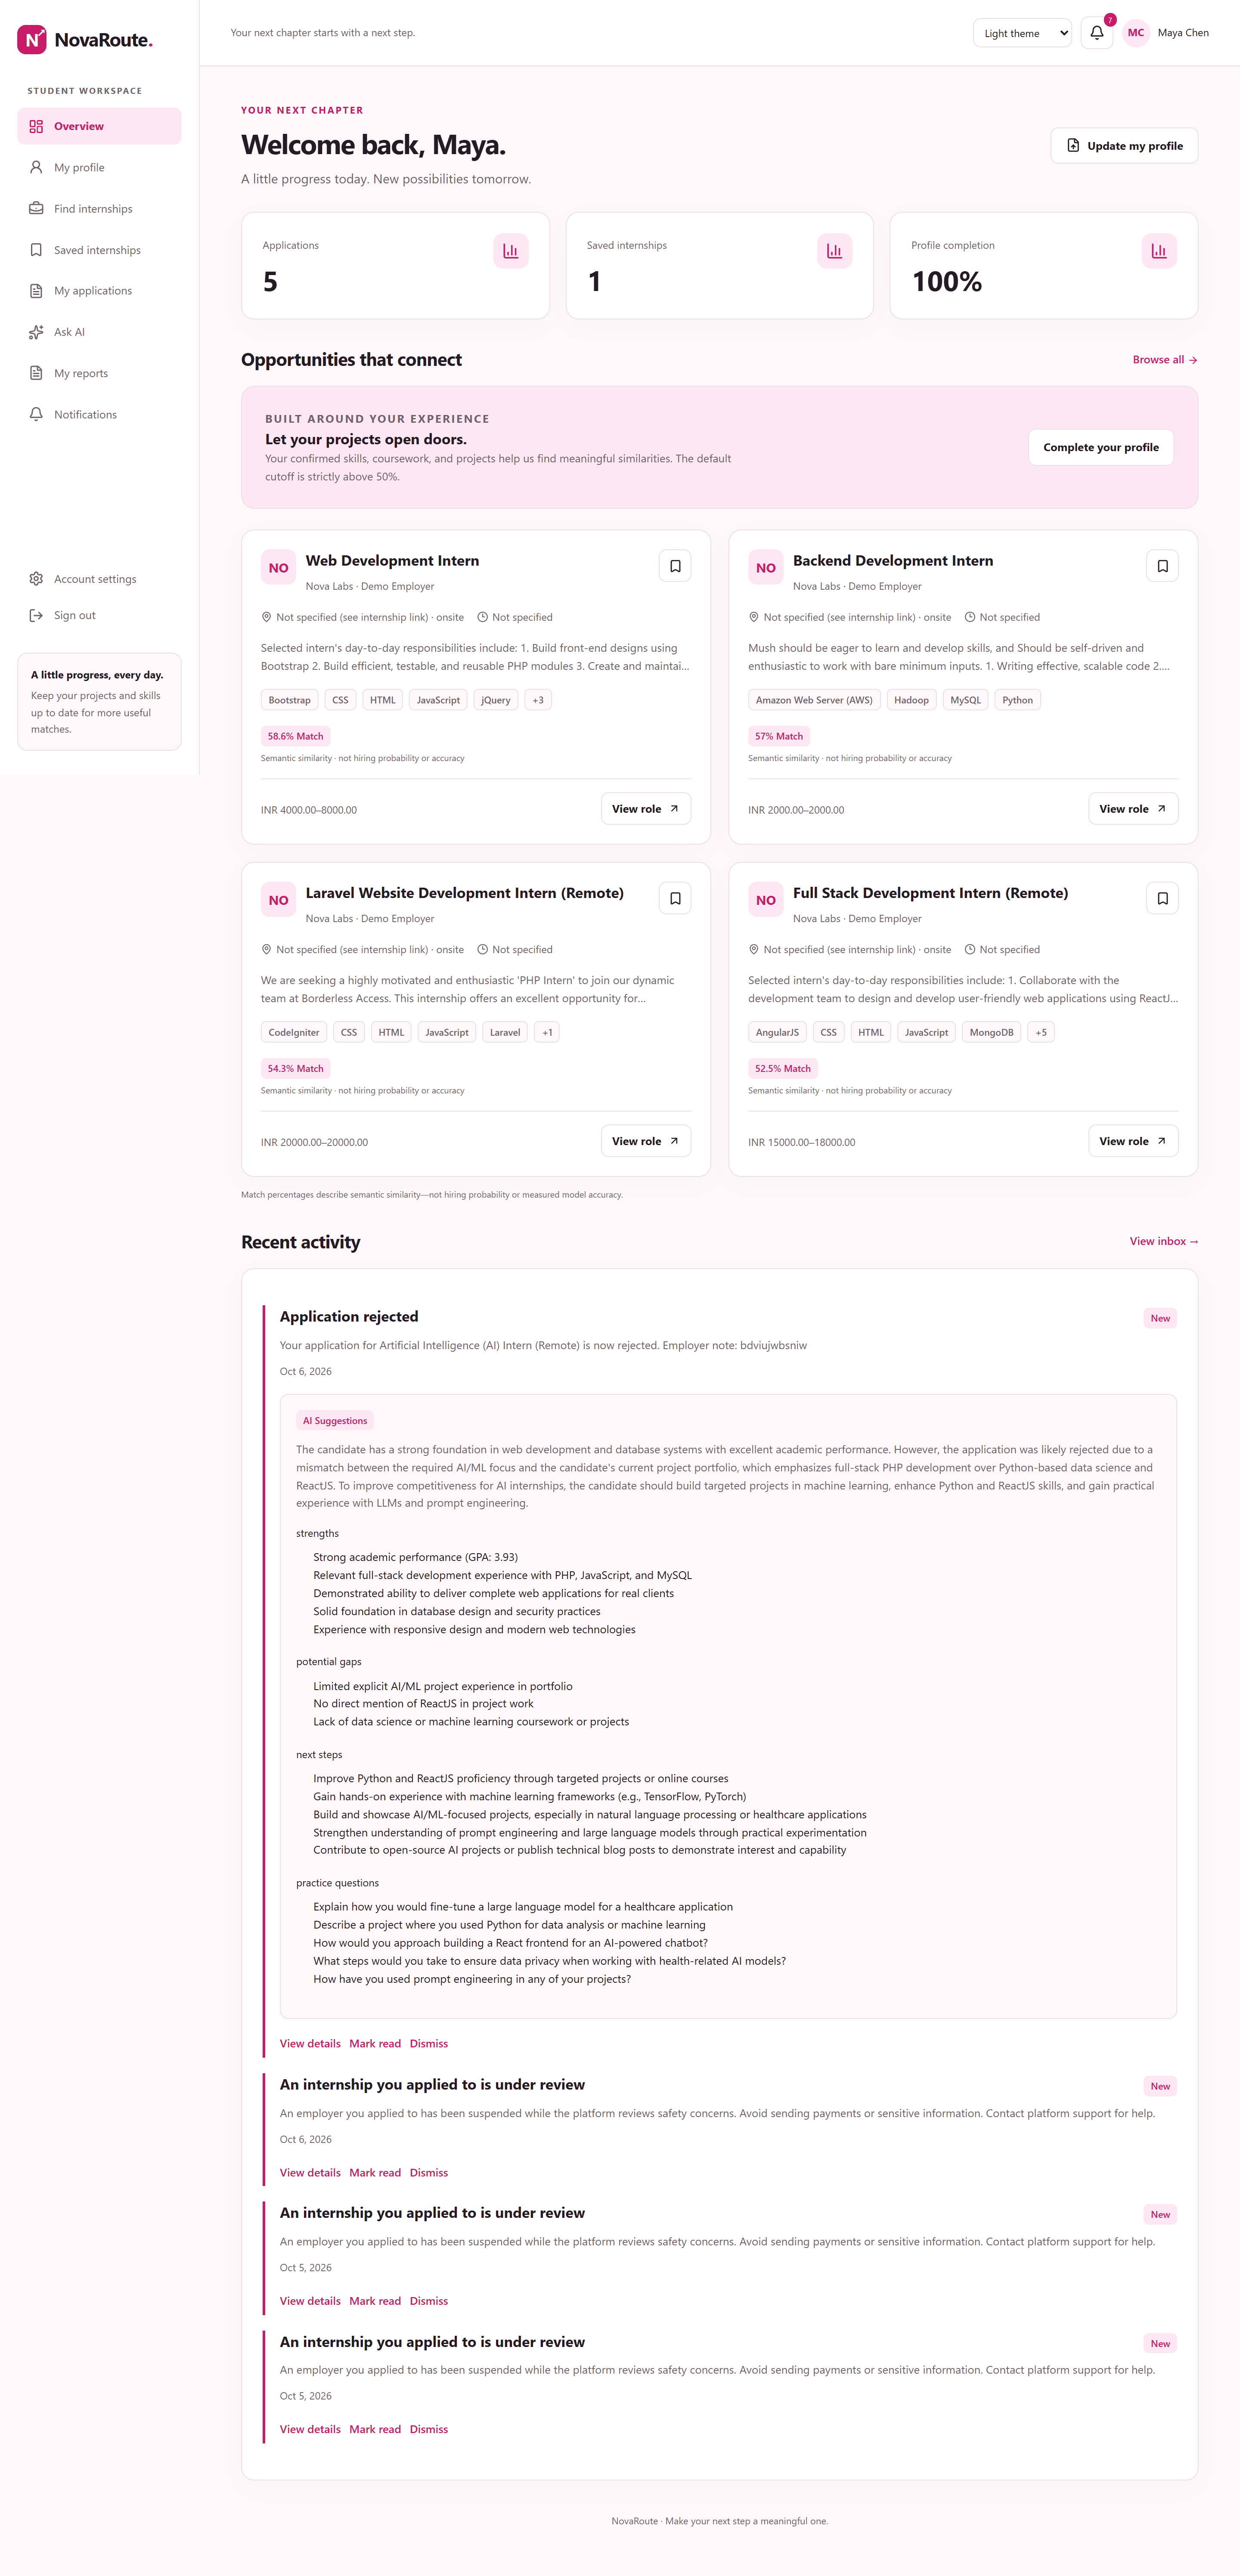 N NovaRoute.
Your next chapter starts with a next step.
Light theme
7
MC Maya Chen
STUDENT WORKSPACE
Overview
My profile
Find internships
Saved internships
My applications
Ask AI
My reports
Notifications
Account settings
Sign out
A little progress, every day.
Keep your projects and skills
up to date for more useful
matches.
YOUR NEXT CHAPTER
Welcome back, Maya.
A little progress today. New possibilities tomorrow.
Update my profile
Applications
5
Saved internships
1
Profile completion
100%
Opportunities that connect
Browse all →
BUILT AROUND YOUR EXPERIENCE
Let your projects open doors.
Your confirmed skills, coursework, and projects help us find meaningful similarities. The default
cutoff is strictly above 50%.
Complete your profile
NO Web Development Intern
Nova Labs · Demo Employer
Not specified (see internship link) · onsite Not specified
Selected intern's day-to-day responsibilities include: 1. Build front-end designs using
Bootstrap 2. Build efficient, testable, and reusable PHP modules 3. Create and maintai...
Bootstrap CSS HTML JavaScript jQuery +3
58.6% Match
Semantic similarity · not hiring probability or accuracy
INR 4000.00–8000.00 View role
NO Backend Development Intern
Nova Labs · Demo Employer
Not specified (see internship link) · onsite Not specified
Mush should be eager to learn and develop skills, and Should be self-driven and
enthusiastic to work with bare minimum inputs. 1. Writing effective, scalable code 2....
Amazon Web Server (AWS) Hadoop MySQL Python
57% Match
Semantic similarity · not hiring probability or accuracy
INR 2000.00–2000.00 View role
NO Laravel Website Development Intern (Remote)
Nova Labs · Demo Employer
Not specified (see internship link) · onsite Not specified
We are seeking a highly motivated and enthusiastic 'PHP Intern' to join our dynamic
team at Borderless Access. This internship offers an excellent opportunity for...
CodeIgniter CSS HTML JavaScript Laravel +1
54.3% Match
Semantic similarity · not hiring probability or accuracy
INR 20000.00–20000.00 View role
NO Full Stack Development Intern (Remote)
Nova Labs · Demo Employer
Not specified (see internship link) · onsite Not specified
Selected intern's day-to-day responsibilities include: 1. Collaborate with the
development team to design and develop user-friendly web applications using ReactJ...
AngularJS CSS HTML JavaScript MongoDB +5
52.5% Match
Semantic similarity · not hiring probability or accuracy
INR 15000.00–18000.00 View role
Match percentages describe semantic similarity—not hiring probability or measured model accuracy.
Recent activity
View inbox →
Application rejected
New
Your application for Artificial Intelligence (AI) Intern (Remote) is now rejected. Employer note: bdviujwbsniw
Oct 6, 2026
AI Suggestions
The candidate has a strong foundation in web development and database systems with excellent academic performance. However, the application was likely rejected due to a
mismatch between the required AI/ML focus and the candidate's current project portfolio, which emphasizes full-stack PHP development over Python-based data science and
ReactJS. To improve competitiveness for AI internships, the candidate should build targeted projects in machine learning, enhance Python and ReactJS skills, and gain practical
experience with LLMs and prompt engineering.
strengths
Strong academic performance (GPA: 3.93)
Relevant full-stack development experience with PHP, JavaScript, and MySQL
Demonstrated ability to deliver complete web applications for real clients
Solid foundation in database design and security practices
Experience with responsive design and modern web technologies
potential gaps
Limited explicit AI/ML project experience in portfolio
No direct mention of ReactJS in project work
Lack of data science or machine learning coursework or projects
next steps
Improve Python and ReactJS proficiency through targeted projects or online courses
Gain hands-on experience with machine learning frameworks (e.g., TensorFlow, PyTorch)
Build and showcase AI/ML-focused projects, especially in natural language processing or healthcare applications
Strengthen understanding of prompt engineering and large language models through practical experimentation
Contribute to open-source AI projects or publish technical blog posts to demonstrate interest and capability
practice questions
Explain how you would fine-tune a large language model for a healthcare application
Describe a project where you used Python for data analysis or machine learning
How would you approach building a React frontend for an AI-powered chatbot?
What steps would you take to ensure data privacy when working with health-related AI models?
How have you used prompt engineering in any of your projects?
View details Mark read Dismiss
An internship you applied to is under review
New
An employer you applied to has been suspended while the platform reviews safety concerns. Avoid sending payments or sensitive information. Contact platform support for help.
Oct 6, 2026
View details Mark read Dismiss
An internship you applied to is under review
New
An employer you applied to has been suspended while the platform reviews safety concerns. Avoid sending payments or sensitive information. Contact platform support for help.
Oct 5, 2026
View details Mark read Dismiss
An internship you applied to is under review
New
An employer you applied to has been suspended while the platform reviews safety concerns. Avoid sending payments or sensitive information. Contact platform support for help.
Oct 5, 2026
View details Mark read Dismiss
NovaRoute · Make your next step a meaningful one.